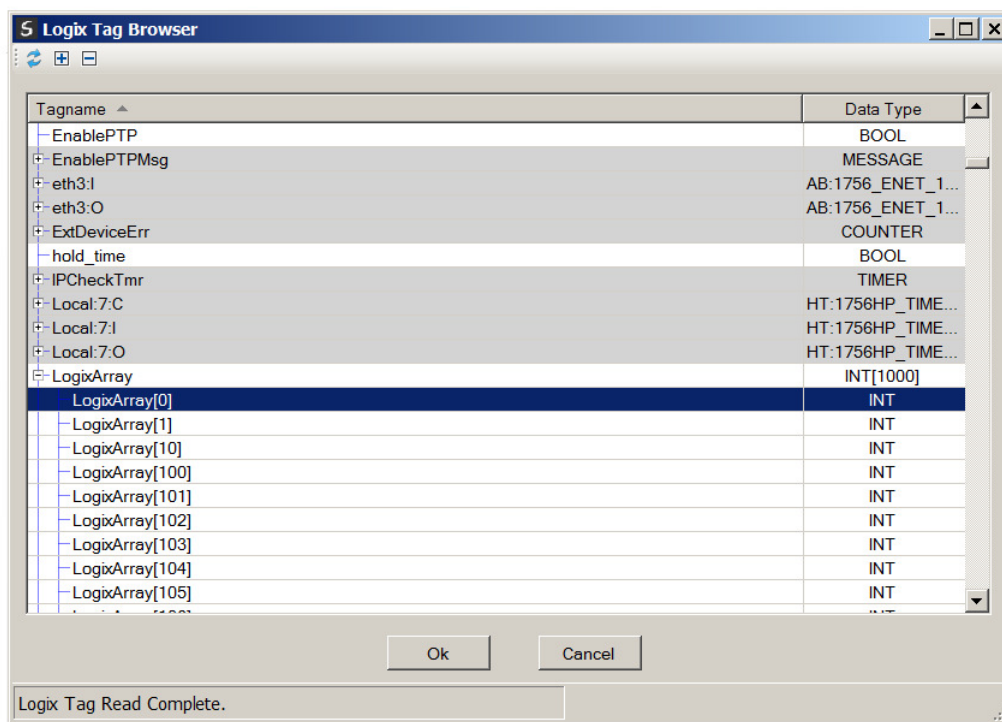 S Logix Tag Browser
Tagname Data Type
EnablePTP BOOL
EnablePTPMsg MESSAGE
eth3:I AB:1756_ENET_1...
eth3:O AB:1756_ENET_1...
ExtDeviceErr COUNTER
hold_time BOOL
IPCheckTmr TIMER
Local:7:C HT:1756HP_TIME...
Local:7:I HT:1756HP_TIME...
Local:7:O HT:1756HP_TIME...
LogixArray INT[1000]
LogixArray[0] INT
LogixArray[1] INT
LogixArray[10] INT
LogixArray[100] INT
LogixArray[101] INT
LogixArray[102] INT
LogixArray[103] INT
LogixArray[104] INT
LogixArray[105] INT
Ok Cancel
Logix Tag Read Complete.